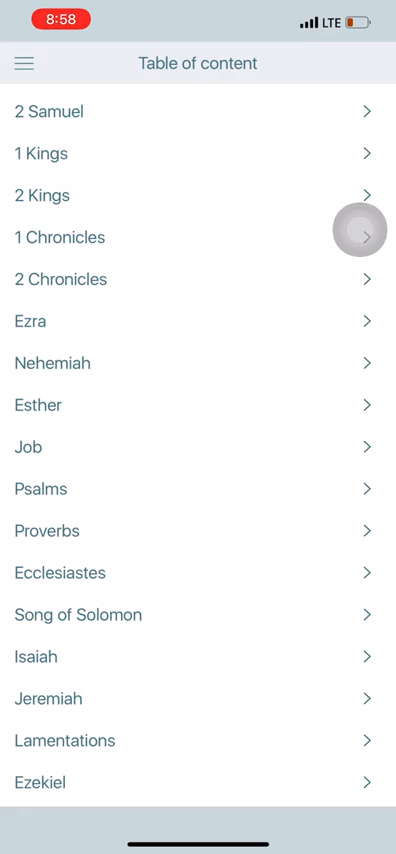 8:58
LTE
Table of content
2 Samuel
1 Kings
2 Kings
1 Chronicles
2 Chronicles
Ezra
Nehemiah
Esther
Job
Psalms
Proverbs
Ecclesiastes
Song of Solomon
Isaiah
Jeremiah
Lamentations
Ezekiel